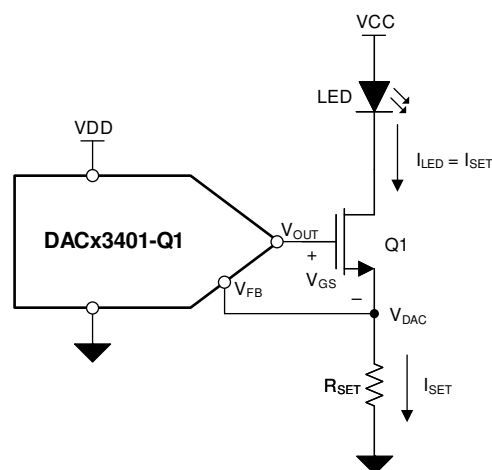 VCC
LED
VDD
I_LED = I_SET
DACx3401-Q1
V_OUT
Q1
+
V_GS
V_FB
–
V_DAC
R_SET
I_SET